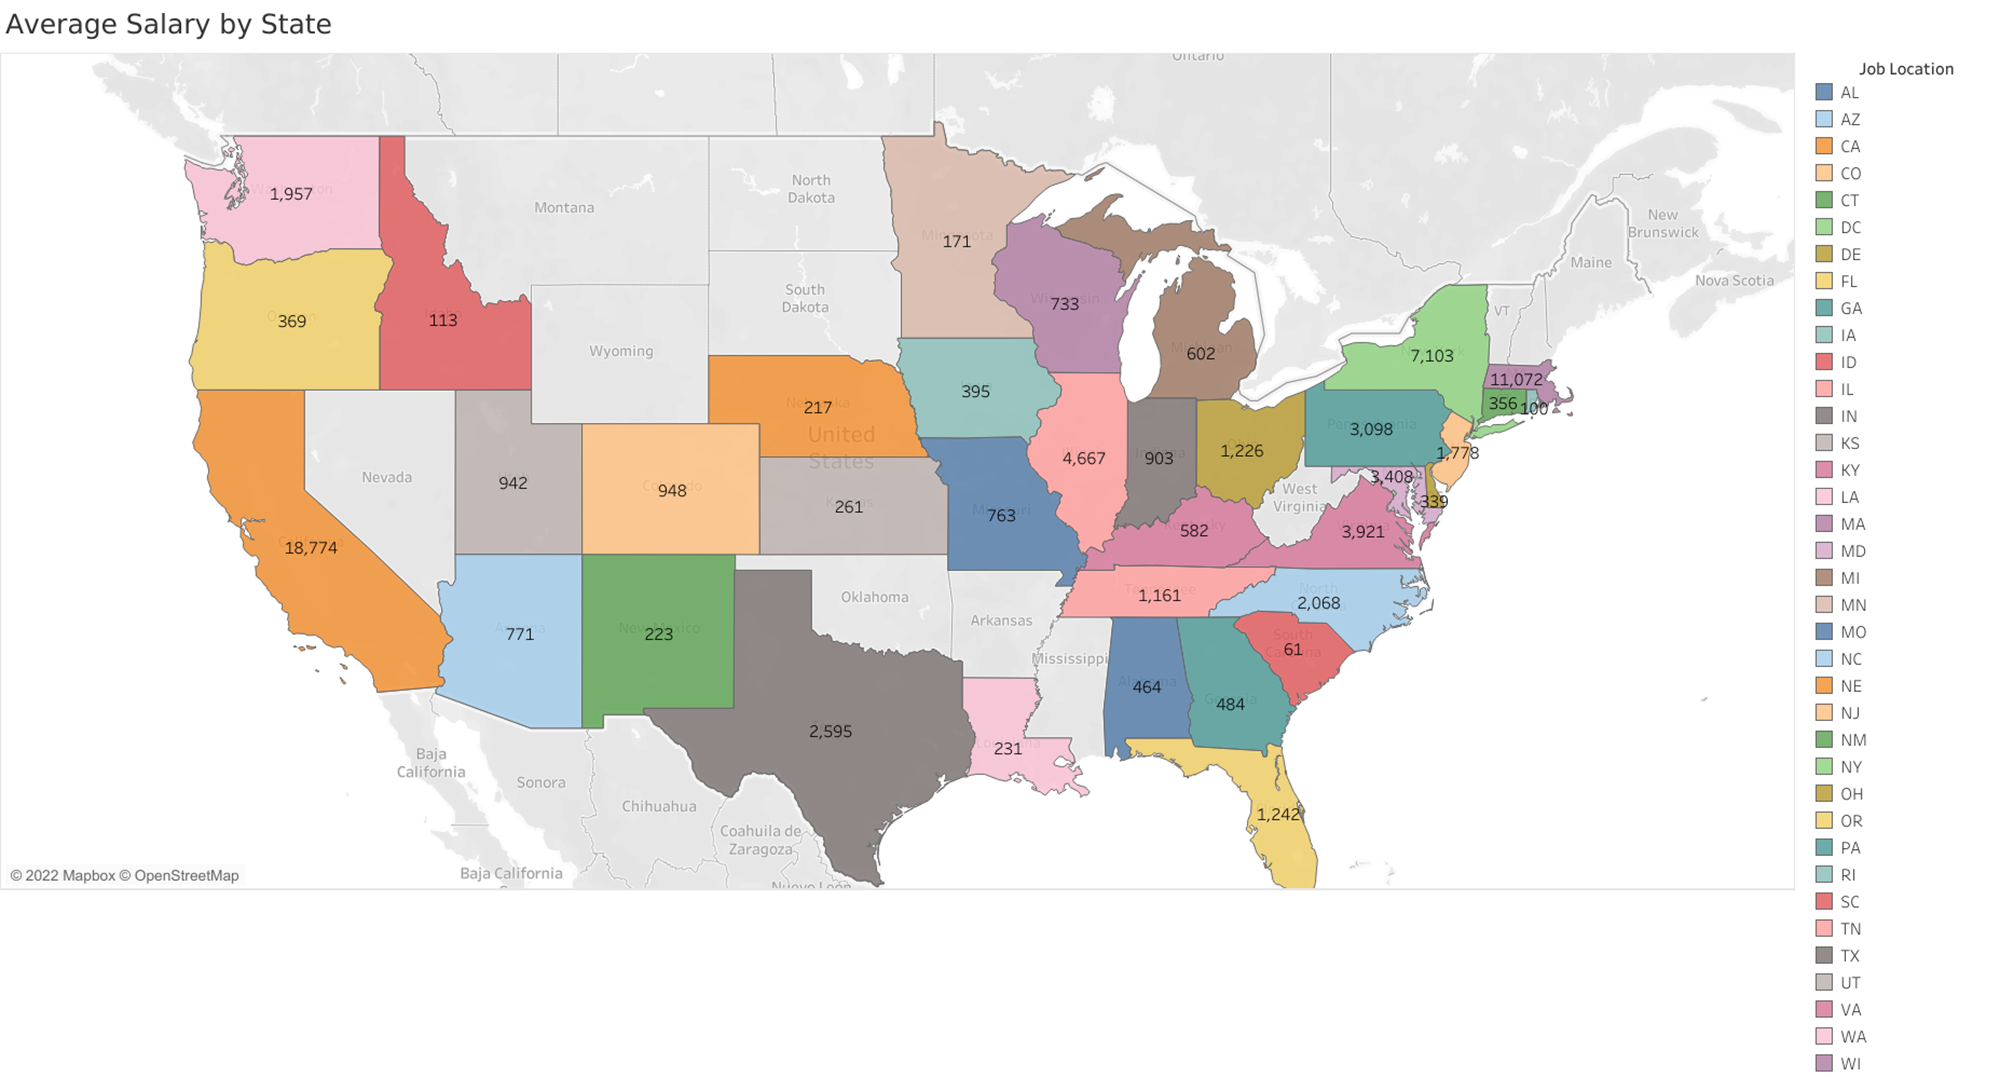 Average Salary by State
Ontario
Job Location
AL
AZ
CA
CO
CT
DC
DE
FL
GA
IA
ID
IL
IN
KS
KY
LA
MA
MD
MI
MN
MO
NC
NE
NJ
NM
NY
OH
OR
PA
RI
SC
TN
TX
UT
VA
WA
WI
1,957
Montana
North
Dakota
171
New
Brunswick
Maine
Nova Scotia
369
113
South
Dakota
733
VT
Wyoming
602
7,103
11,072
217
395
356
100
3,098
United
States
Nevada
942
948
261
763
4,667
903
1,226
1,778
3,408
339
West
Virginia
582
3,921
771
223
Oklahoma
Arkansas
Tennessee
1,161
North
2,068
Mississippi
South
61
464
484
2,595
231
1,242
Baja
California
Sonora
Chihuahua
Coahuila de
Zaragoza
Baja California
Nuevo León
© 2022 Mapbox © OpenStreetMap